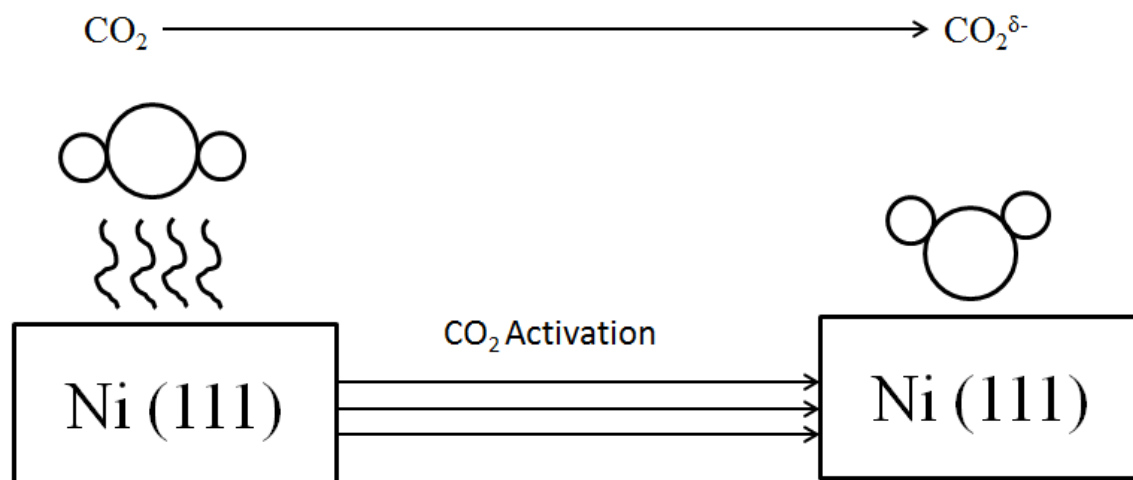 CO₂
CO₂ᵟ⁻
CO₂ Activation
Ni (111)
Ni (111)